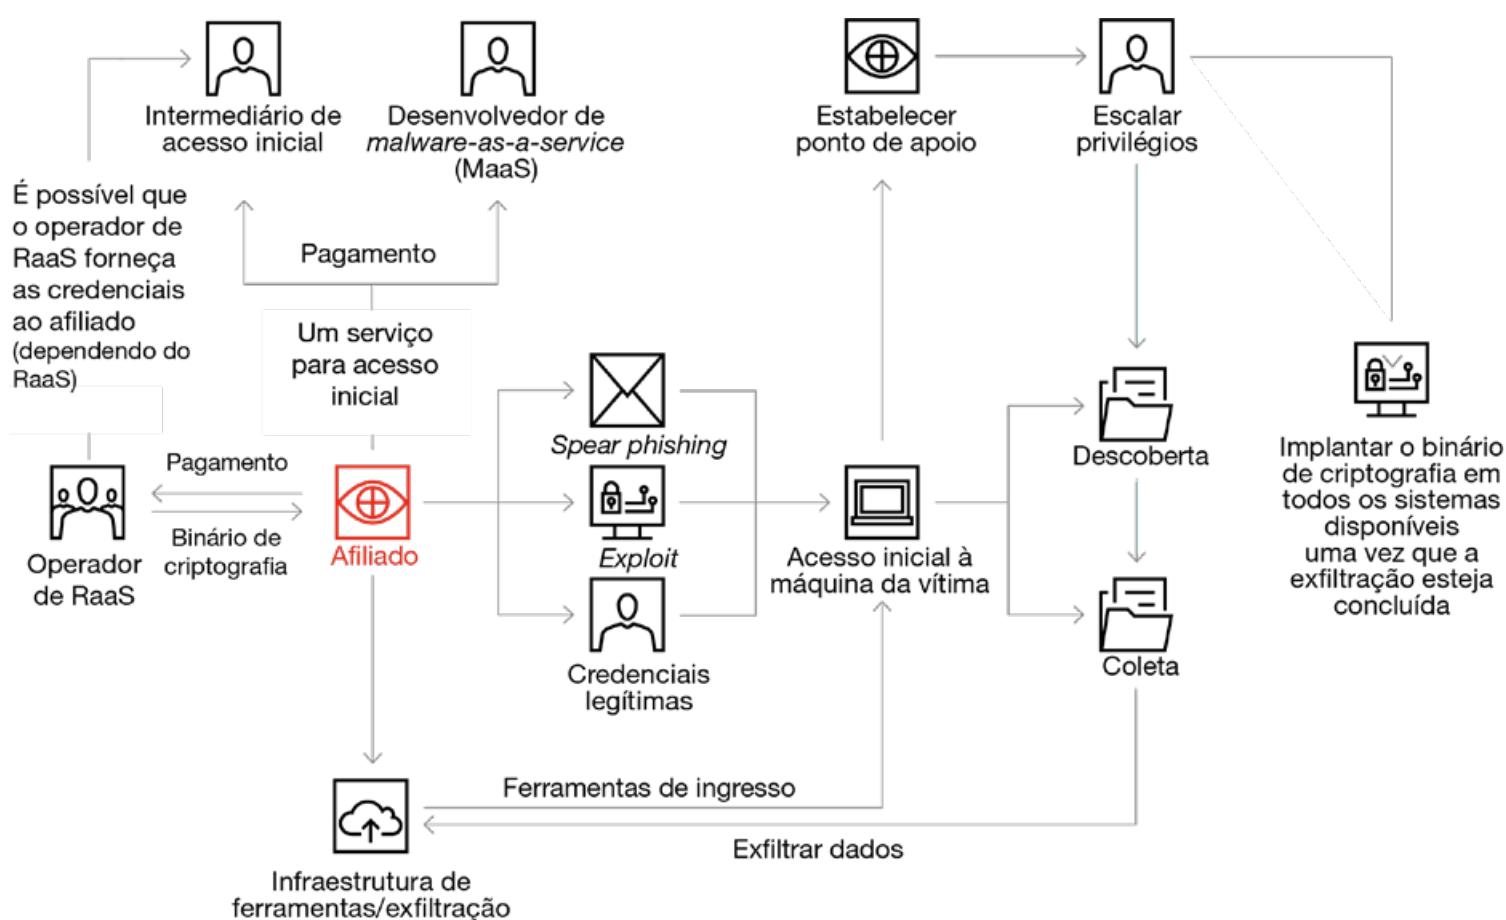 Intermediário de
acesso inicial
Desenvolvedor de
malware-as-a-service
(MaaS)
Estabelecer
ponto de apoio
Escalar
privilégios
É possível que
o operador de
RaaS forneça
as credenciais
ao afiliado
(dependendo do
RaaS)
Pagamento
Um serviço
para acesso
inicial
Spear phishing
Pagamento
Binário de
criptografia
Operador
de RaaS
Afiliado
Exploit
Credenciais
legítimas
Acesso inicial à
máquina da vítima
Descoberta
Coleta
Implantar o binário
de criptografia em
todos os sistemas
disponíveis
uma vez que a
exfiltração esteja
concluída
Ferramentas de ingresso
Exfiltrar dados
Infraestrutura de
ferramentas/exfiltração